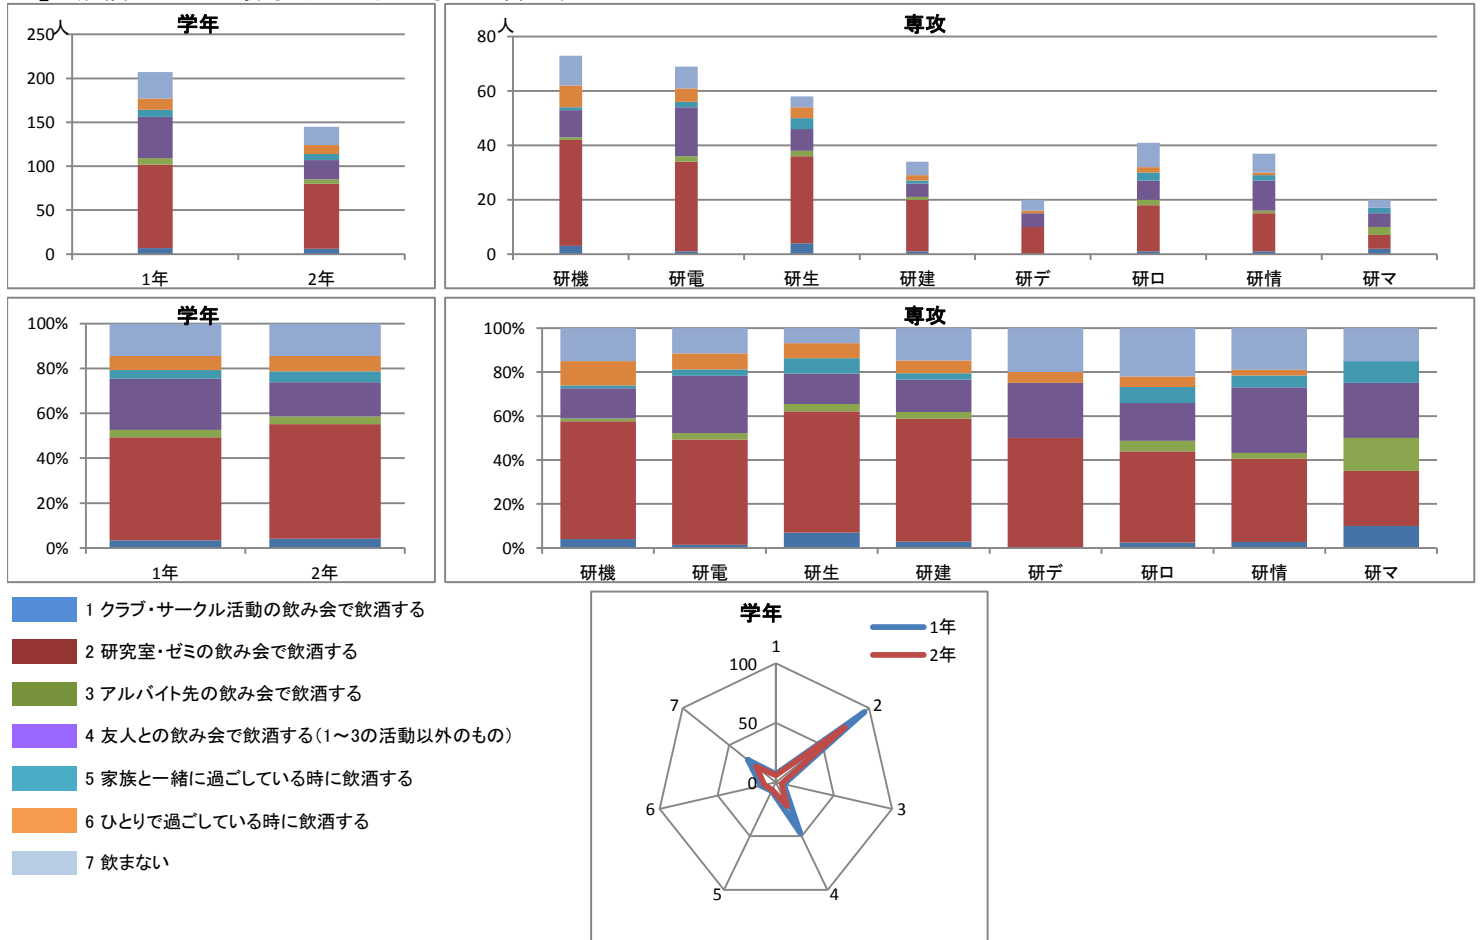 人
学年
250
200
150
100
50
0
1年
2年
人
専攻
80
60
40
20
0
研機
研電
研生
研建
研デ
研ロ
研情
研マ
学年
100%
80%
60%
40%
20%
0%
1年
2年
専攻
100%
80%
60%
40%
20%
0%
研機
研電
研生
研建
研デ
研ロ
研情
研マ
1 クラブ・サークル活動の飲み会で飲酒する
2 研究室・ゼミの飲み会で飲酒する
3 アルバイト先の飲み会で飲酒する
4 友人との飲み会で飲酒する(1～3の活動以外のもの)
5 家族と一緒に過ごしている時に飲酒する
6 ひとりで過ごしている時に飲酒する
7 飲まない
学年
1年
2年
1
2
3
4
5
6
7
100
50
0